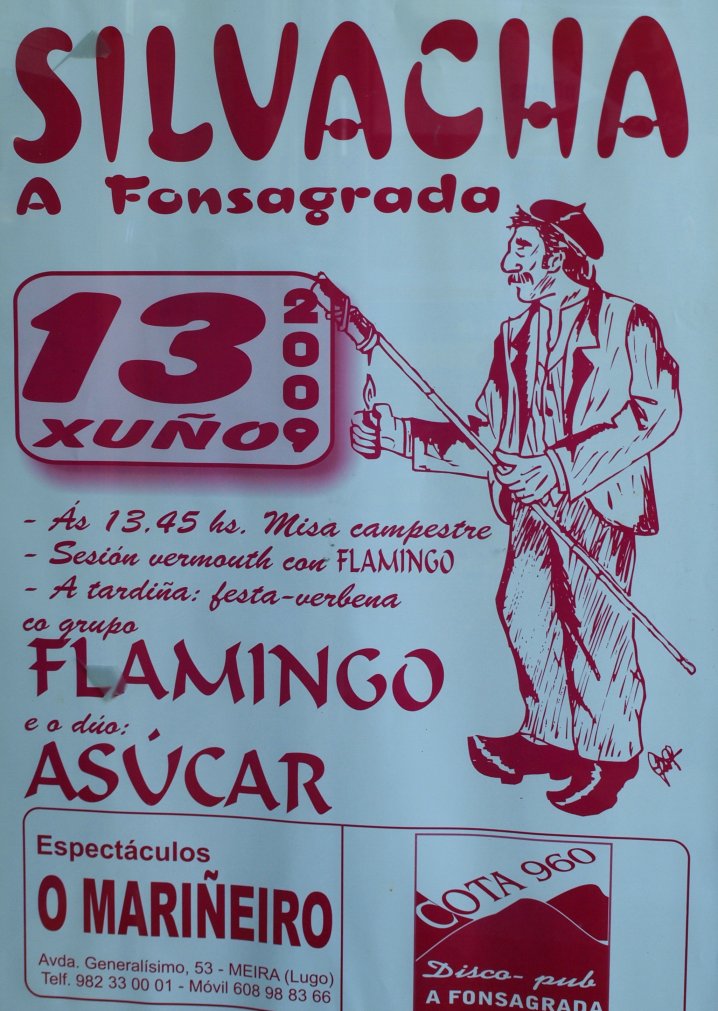 SILVACHA
A Fonsagrada
13
XUÑO
2009
- Ás 13.45 hs. Misa campestre
- Sesión vermouth con FLAMINGO
- A tardiña: festa-verbena
co grupo
FLAMINGO
e o dúo:
ASÚCAR
Espectáculos
O MARIÑEIRO
Avda. Generalísimo, 53 - MEIRA (Lugo)
Telf. 982 33 00 01 - Móvil 608 98 83 66
COTA 960
Disco- pub
A FONSAGRADA